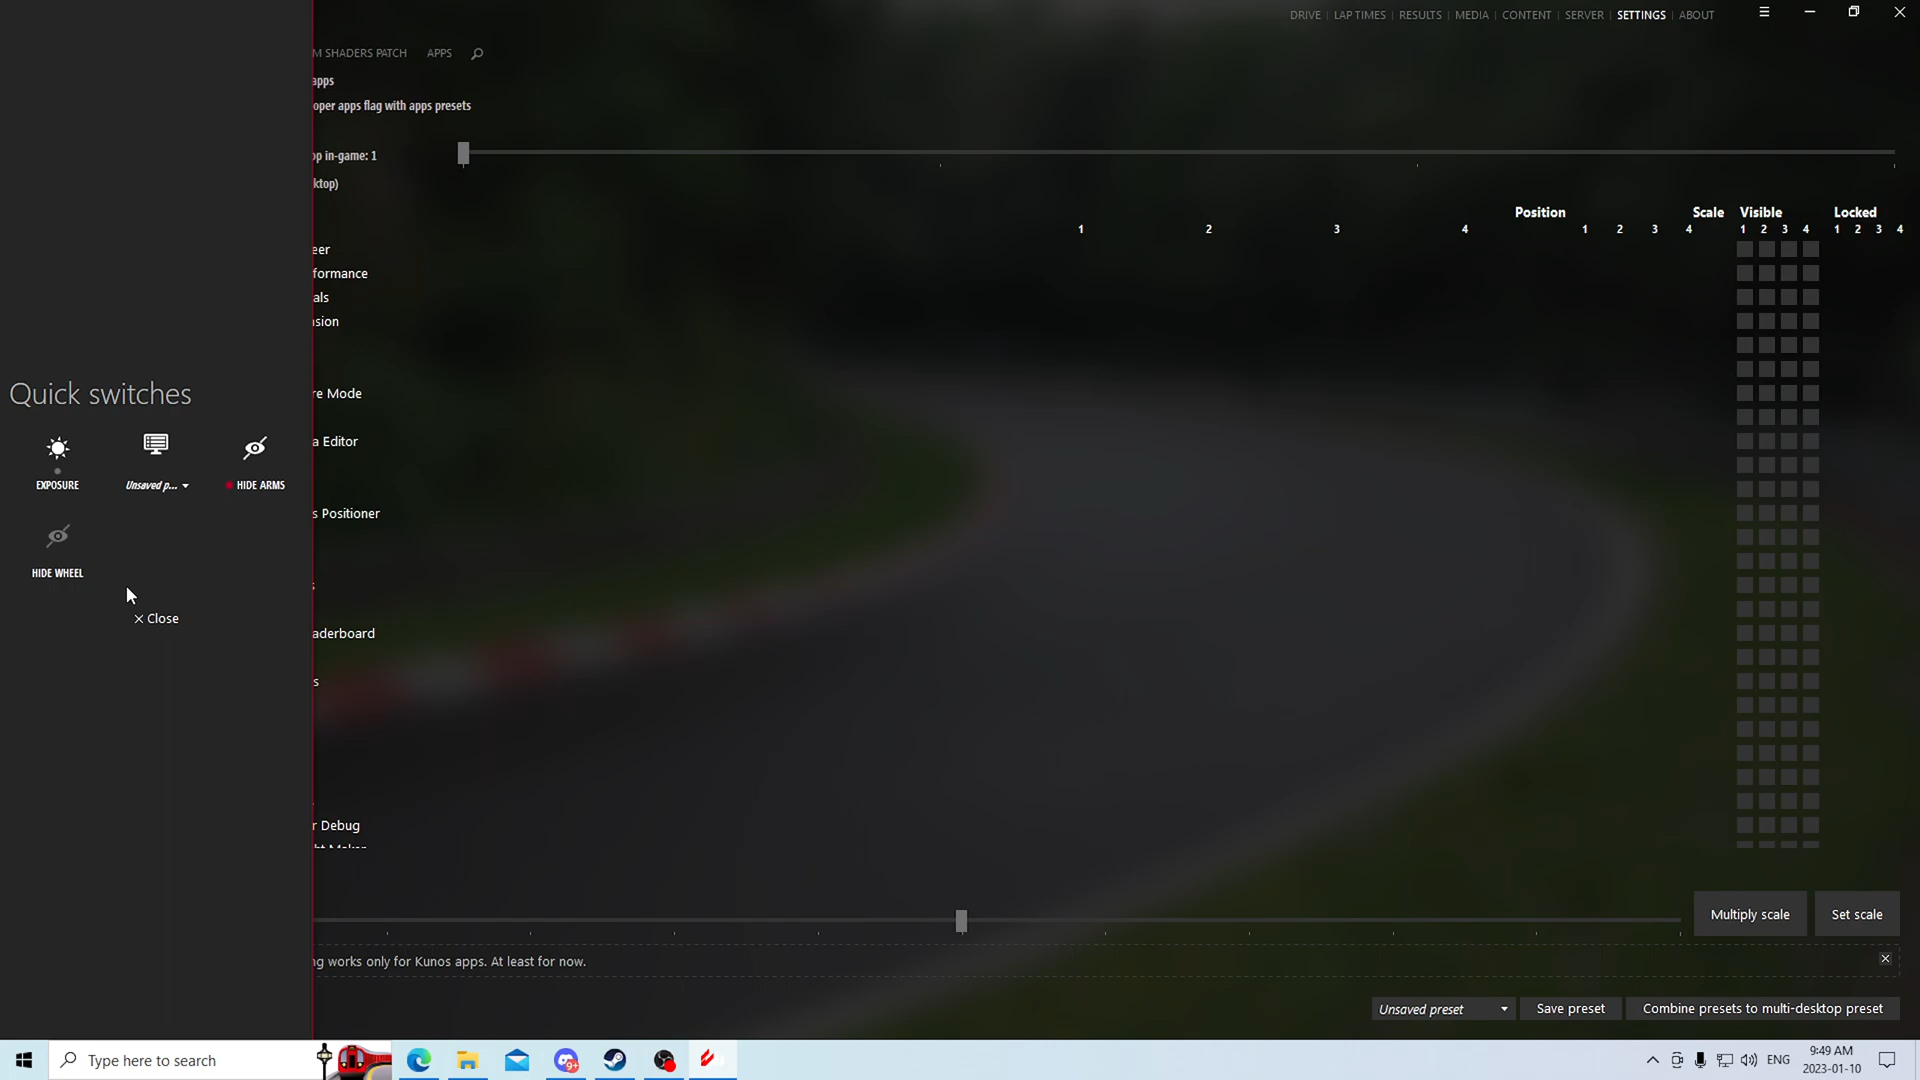 DRIVE | LAP TIMES | RESULTS | MEDIA | CONTENT | SERVER | SETTINGS | ABOUT
M SHADERS PATCH APPS
apps
oper apps flag with apps presets
op in-game: 1
ktop)
Position Scale Visible Locked
1 2 3 4 1 2 3 4 1 2 3 4 1 2 3 4
eer
formance
als
nsion
re Mode
Quick switches
a Editor
EXPOSURE Unsaved p... HIDE ARMS
s Positioner
HIDE WHEEL
s
Close
aderboard
s
r Debug
Multiply scale Set scale
ng works only for Kunos apps. At least for now.
Unsaved preset Save preset Combine presets to multi-desktop preset
Type here to search
9+
ENG
9:49 AM
2023-01-10